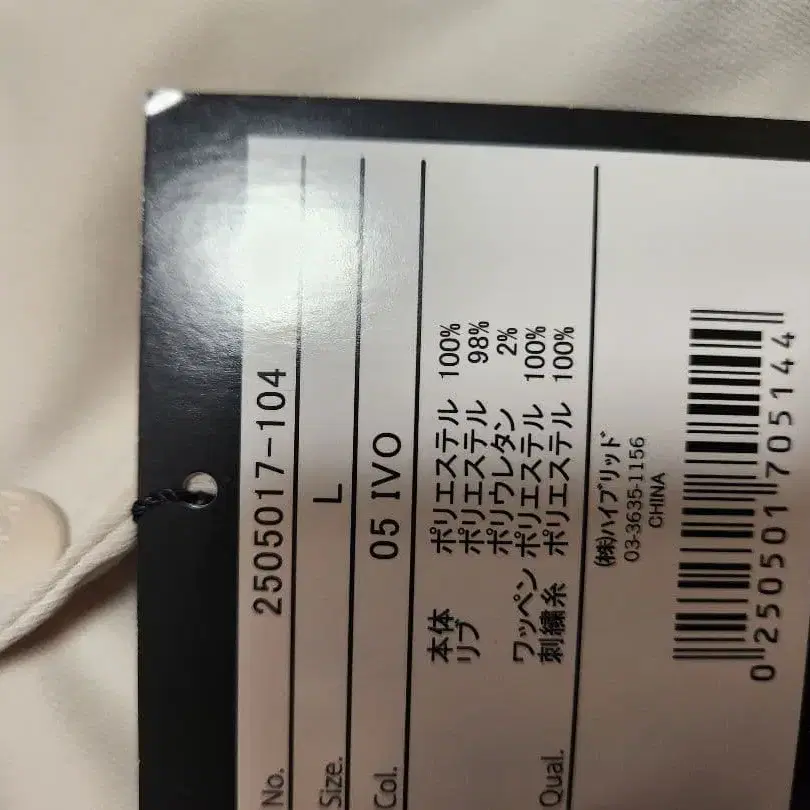 No. 2505017-104
Size. L
Col. 05 IVO
Qual. 本体 ポリエステル 100%
リブ ポリエステル 98%
ポリウレタン 2%
ワッペン ポリエステル 100%
刺繍糸 ポリエステル 100%
㈱ハイブリッド
03-3635-1156
CHINA
0250501705144